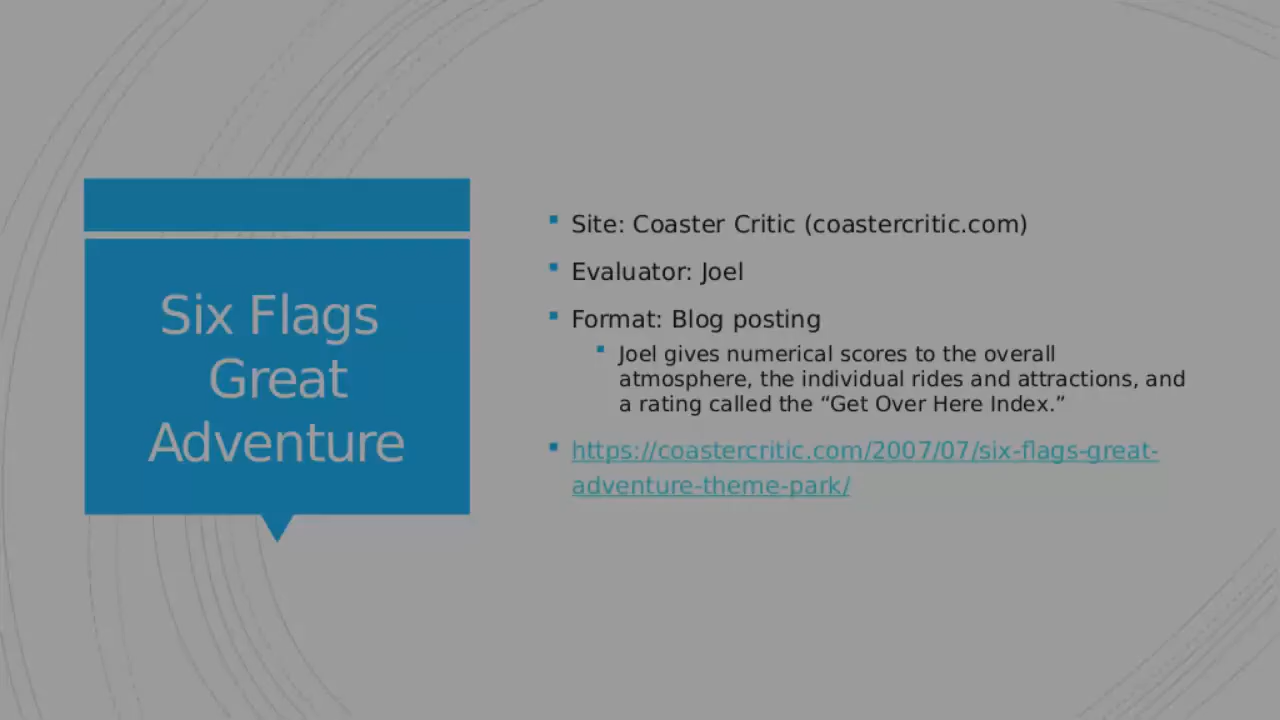 Six Flags
Great
Adventure
Site: Coaster Critic (coastercritic.com)
Evaluator: Joel
Format: Blog posting
Joel gives numerical scores to the overall
atmosphere, the individual rides and attractions, and
a rating called the “Get Over Here Index.”
https://coastercritic.com/2007/07/six-flags-great-
adventure-theme-park/